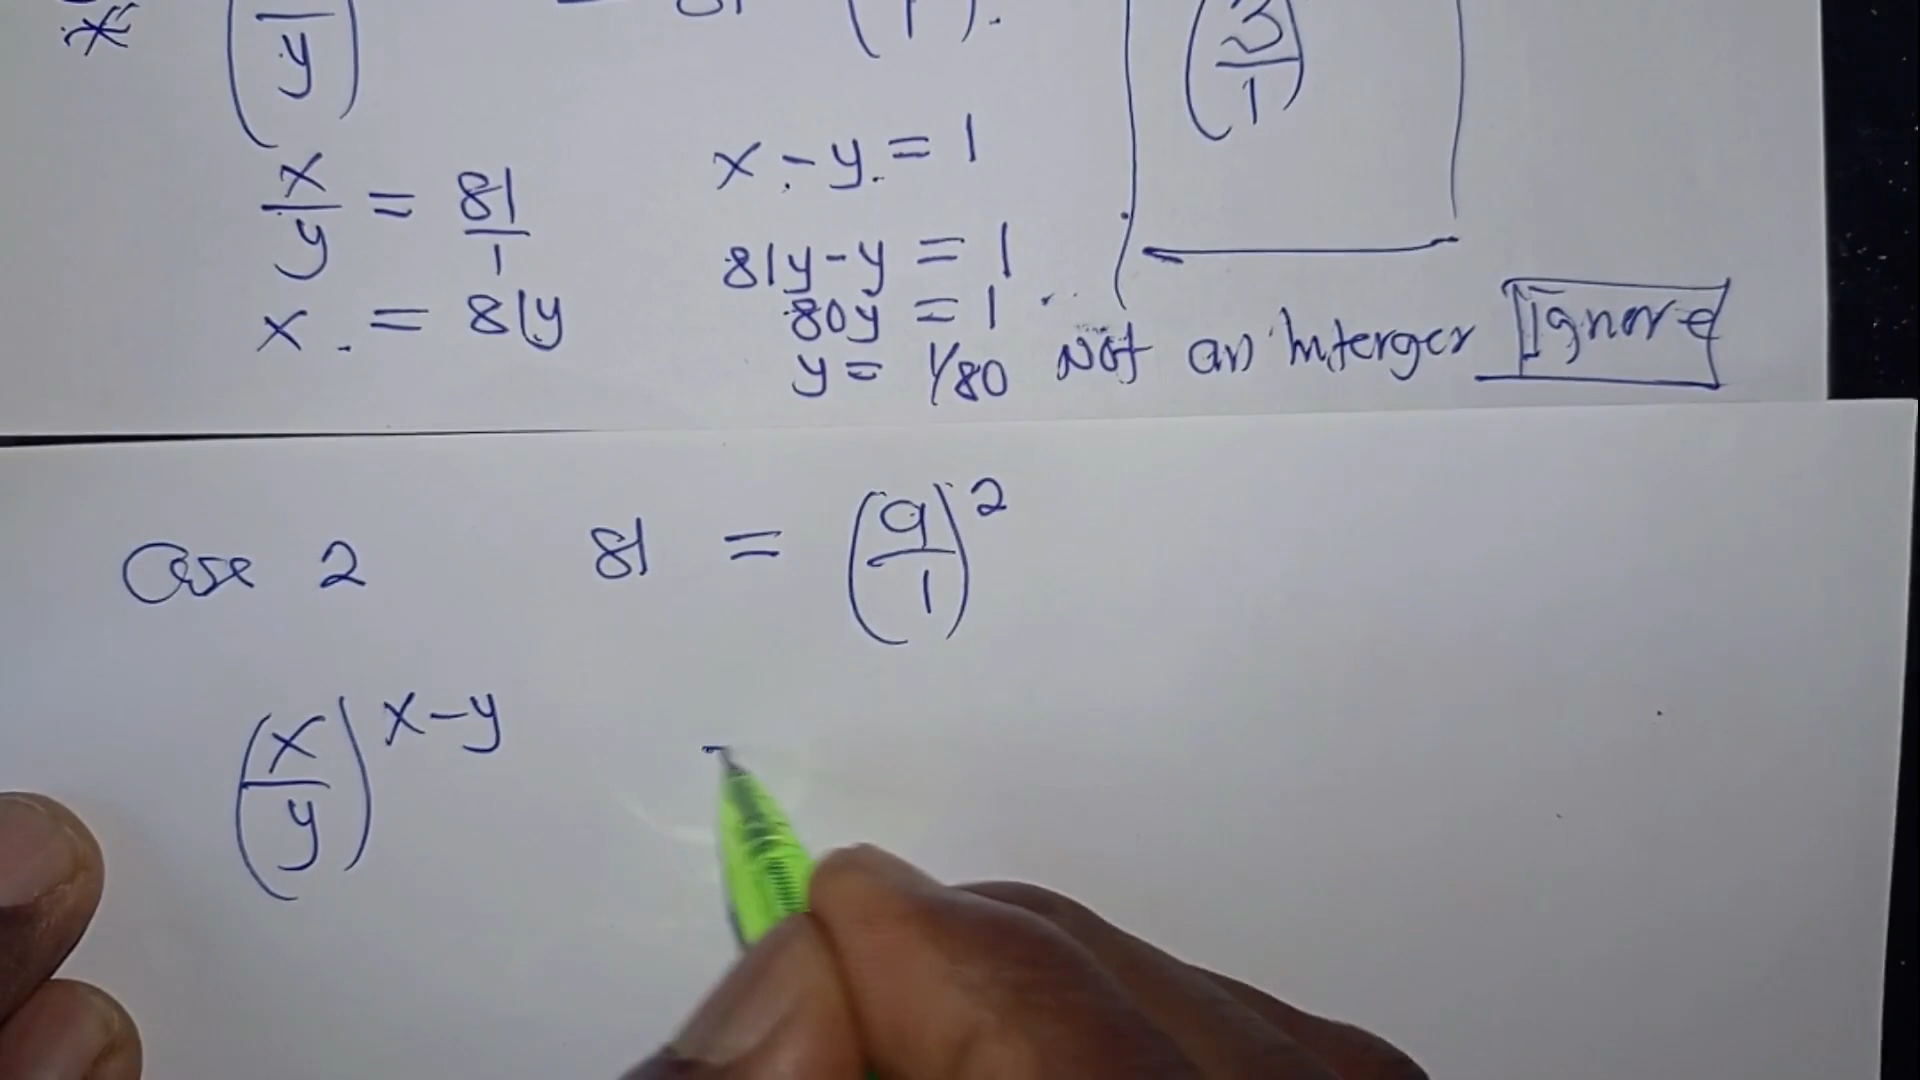 x/y
(3/1)
x - y = 1
x/y = 81/1
81y - y = 1
x = 81y
80y = 1
y = 1/80 Not an Interger Ignore
Case 2 81 = (9/1)^2
(x/y)^x-y